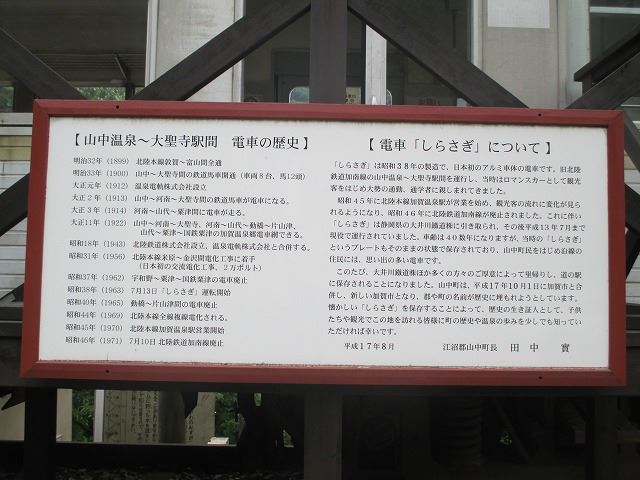 【 山中温泉～大聖寺駅間　電車の歴史 】
明治32年（1899） 北陸本線敦賀～富山間全通
明治33年（1900） 山中～大聖寺間の鉄道馬車開通（車両８台、馬12頭）
大正元年（1912） 温泉電軌株式会社設立
大正２年（1913） 山中～大聖寺間の鉄道馬車が電車になる。
大正３年（1914） 河南～山代～粟津間に電車が走る。
大正11年（1922） 山中～河南～大聖寺、河南～山代～動橋～片山津、
山代～粟津～国鉄粟津の加賀温泉郷電車網できる。
昭和18年（1943） 北陸鉄道株式会社設立、温泉電軌株式会社と合併する。
昭和31年（1956） 北陸本線米原～金沢間電化工事に着手
（日本初の交流電化工事、２万ボルト）
昭和37年（1962） 宇和野～粟津～国鉄粟津の電車廃止
昭和38年（1963） 7月13日「しらさぎ」運転開始
昭和40年（1965） 動橋～片山津間の電車廃止
昭和44年（1969） 北陸本線全線複線電化される。
昭和45年（1970） 北陸本線加賀温泉駅営業開始
昭和46年（1971） 7月10日 北陸鉄道加南線廃止
【 電車「しらさぎ」について 】
「しらさぎ」は昭和３８年の製造で、日本初のアルミ車体の電車です。旧北陸
鉄道加南線の山中温泉～大聖寺駅間を運行し、当時はロマンスカーとして観光
客をはじめ大勢の通勤、通学者に親しまれてきました。
昭和４５年に北陸本線加賀温泉駅が営業を始め、観光客の流れに変化が見ら
れるようになり、昭和４６年に北陸鉄道加南線が廃止されました。これに伴い
「しらさぎ」は静岡県の大井川鐵道㈱に引き取られ、その後平成１３年７月まで
現役で運行されていました。車齢は４０数年になりますが、当時の「しらさぎ」
というプレートもそのままの状態で保存されており、山中町民をはじめ沿線の
住民には、思い出の多い電車です。
このたび、大井川鐵道㈱ほか多くの方々のご厚意によって里帰りし、道の駅
に保存されることになりました。山中町は、平成１７年１０月１日に加賀市と合
併し、新しい加賀市となり、郡や町の名前が歴史に埋もれようとしています。
懐かしい「しらさぎ」を保存することによって、歴史の生き証人として、子供
たちや観光でこの地を訪れる皆様に町の歴史や温泉の歩みを少しでも知ってい
ただければ幸いです。
平成１７年８月　江沼郡山中町長　田中　實